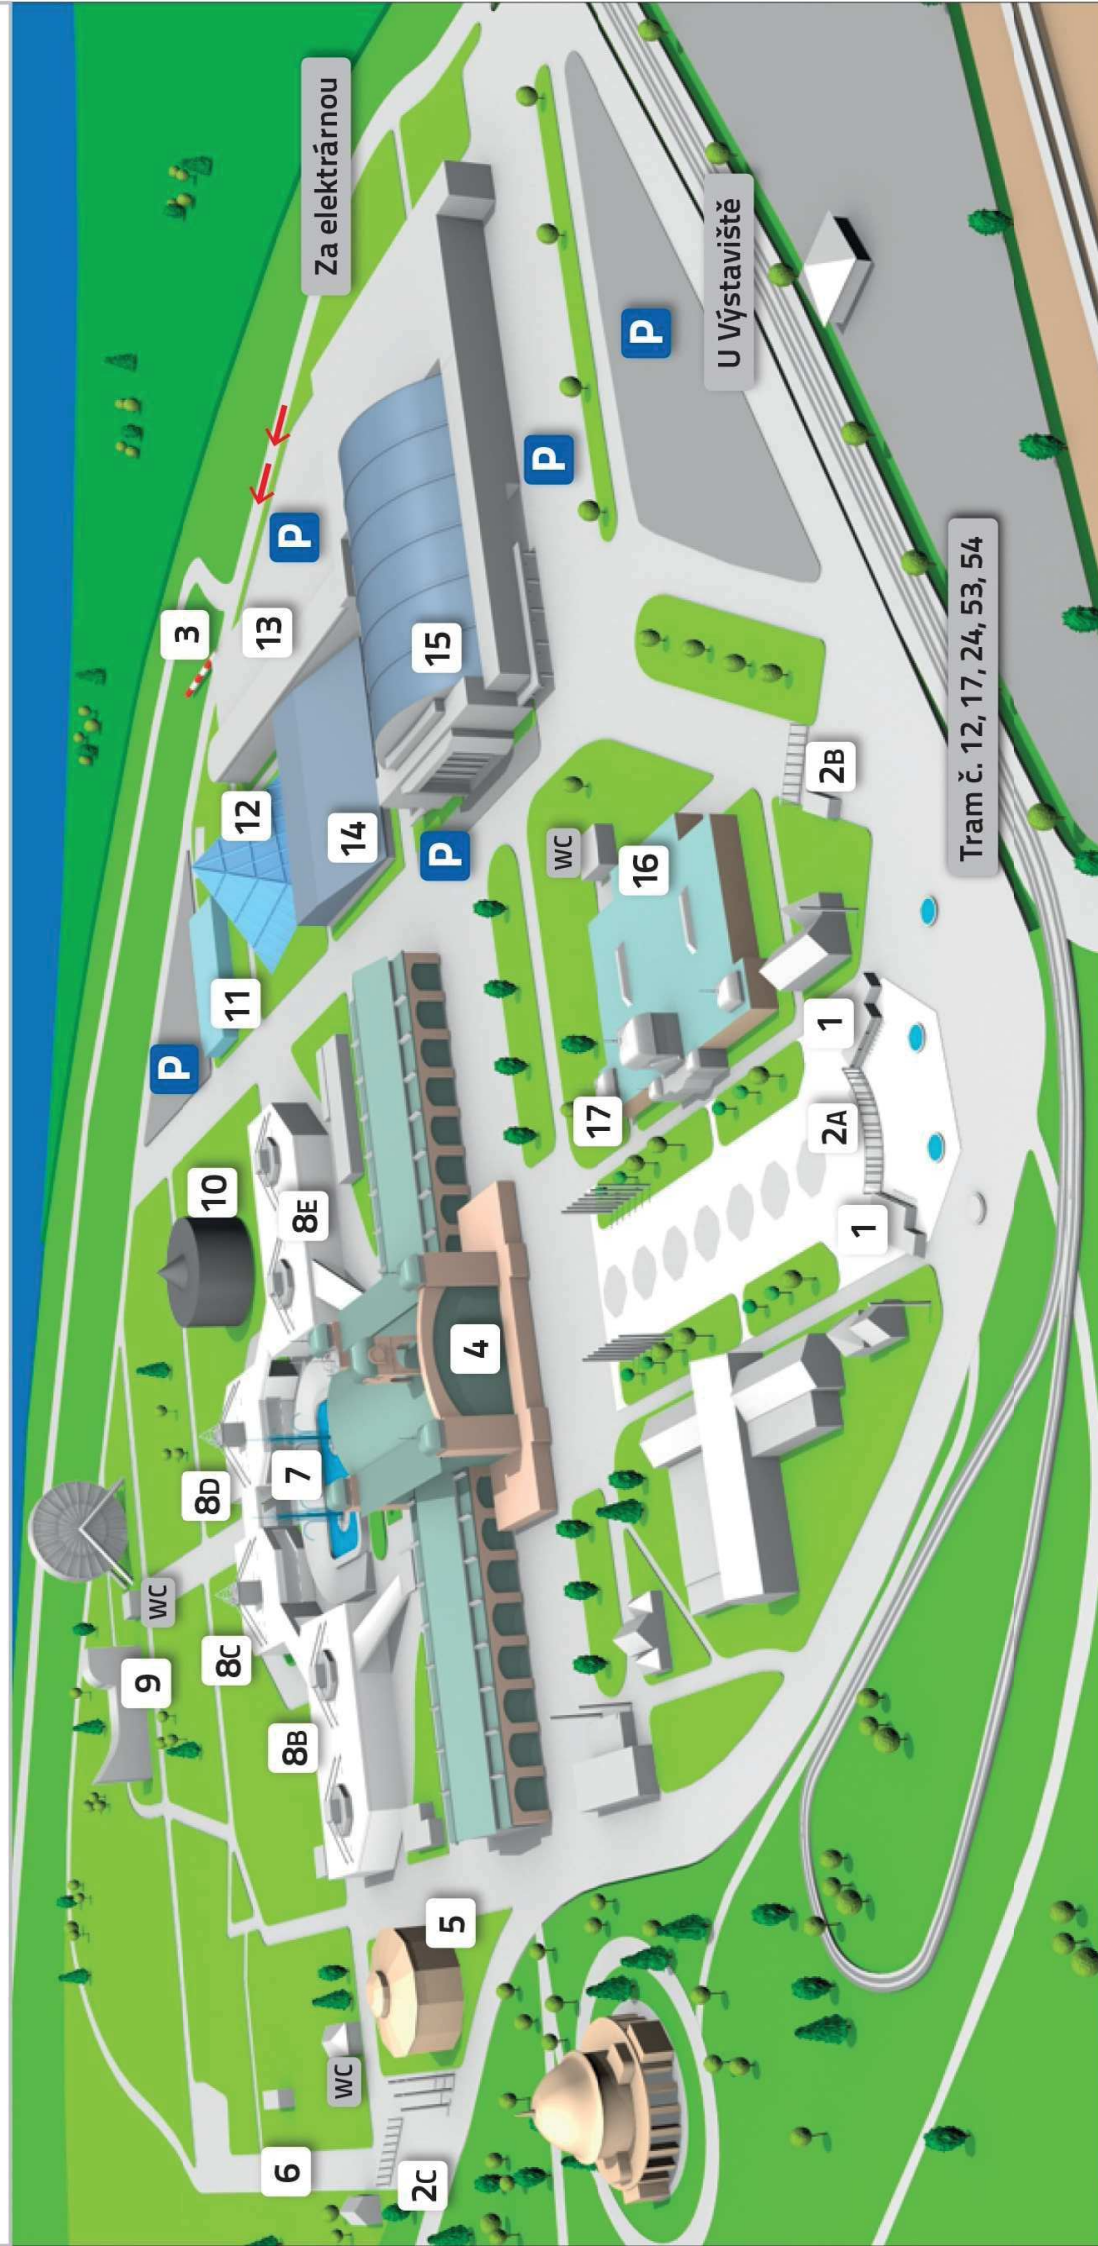 9
WC
3
Za elektrárnou
8C
8D
10
P
11
12
13
P
6
WC
8B
7
8E
14
15
5
4
P
P
2C
17
16
WC
P
1
2A
1
2B
U Výstaviště
Tram č. 12, 17, 24, 53, 54